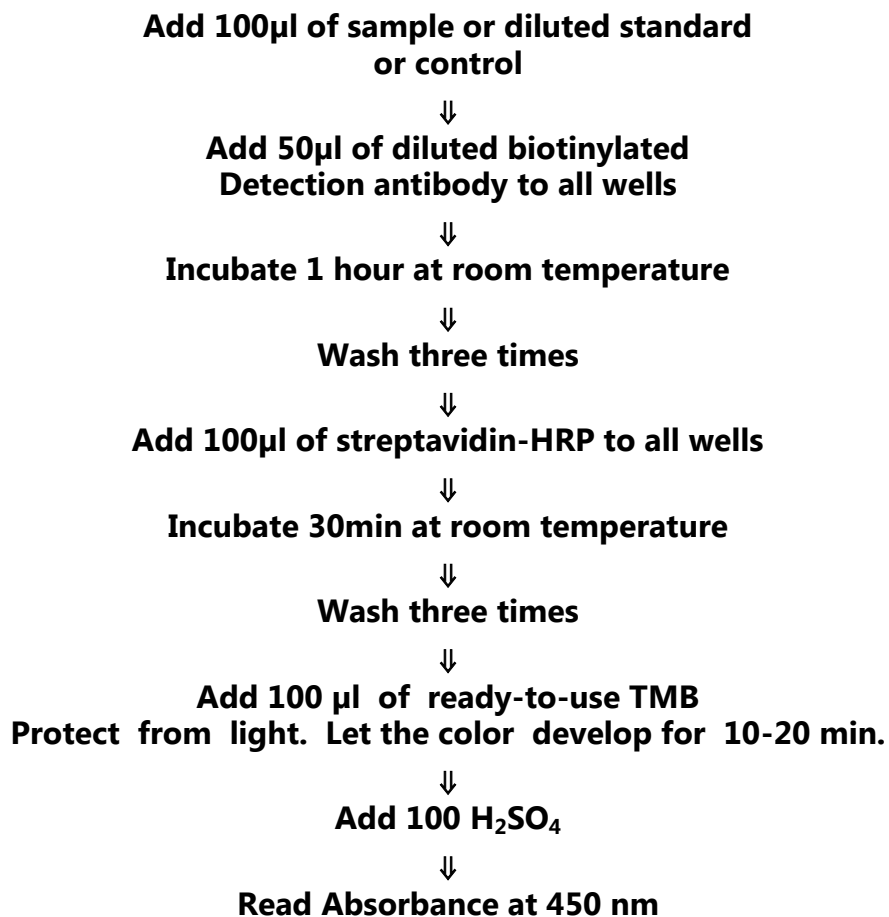 Add 100µl of sample or diluted standard
or control
⇓
Add 50µl of diluted biotinylated
Detection antibody to all wells
⇓
Incubate 1 hour at room temperature
⇓
Wash three times
⇓
Add 100µl of streptavidin-HRP to all wells
⇓
Incubate 30min at room temperature
⇓
Wash three times
⇓
Add 100 µl of ready-to-use TMB
Protect from light. Let the color develop for 10-20 min.
⇓
Add 100 H₂SO₄
⇓
Read Absorbance at 450 nm